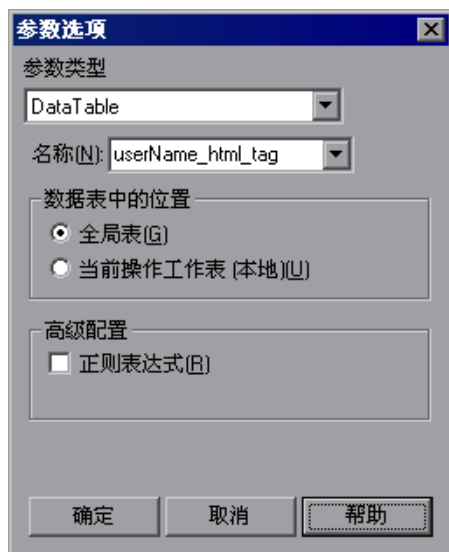 参数选项
参数类型
DataTable
名称(N): userName_html_tag
数据表中的位置
全局表(G)
当前操作工作表 (本地)(U)
高级配置
正则表达式(R)
确定 取消 帮助